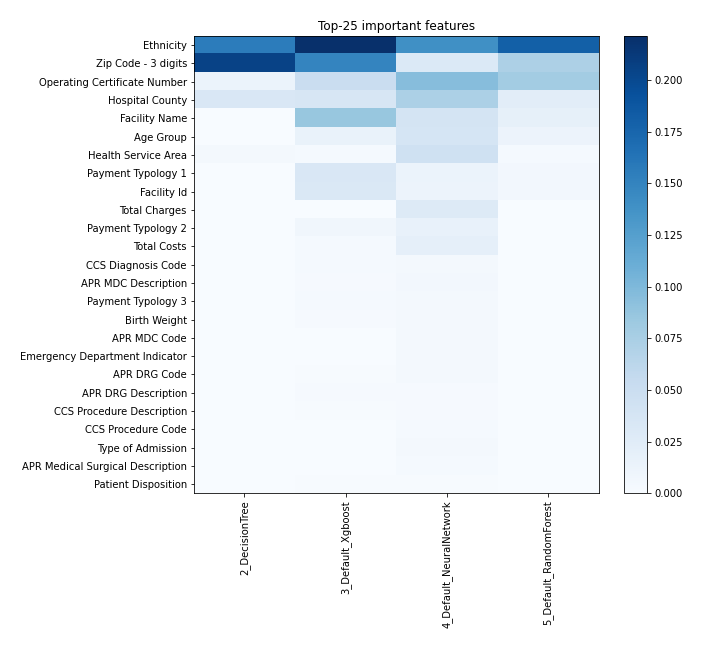 Top-25 important features
Ethnicity
Zip Code - 3 digits
Operating Certificate Number
Hospital County
Facility Name
Age Group
Health Service Area
Payment Typology 1
Facility Id
Total Charges
Payment Typology 2
Total Costs
CCS Diagnosis Code
APR MDC Description
Payment Typology 3
Birth Weight
APR MDC Code
Emergency Department Indicator
APR DRG Code
APR DRG Description
CCS Procedure Description
CCS Procedure Code
Type of Admission
APR Medical Surgical Description
Patient Disposition
2_DecisionTree
3_Default_Xgboost
4_Default_NeuralNetwork
5_Default_RandomForest
0.200
0.175
0.150
0.125
0.100
0.075
0.050
0.025
0.000